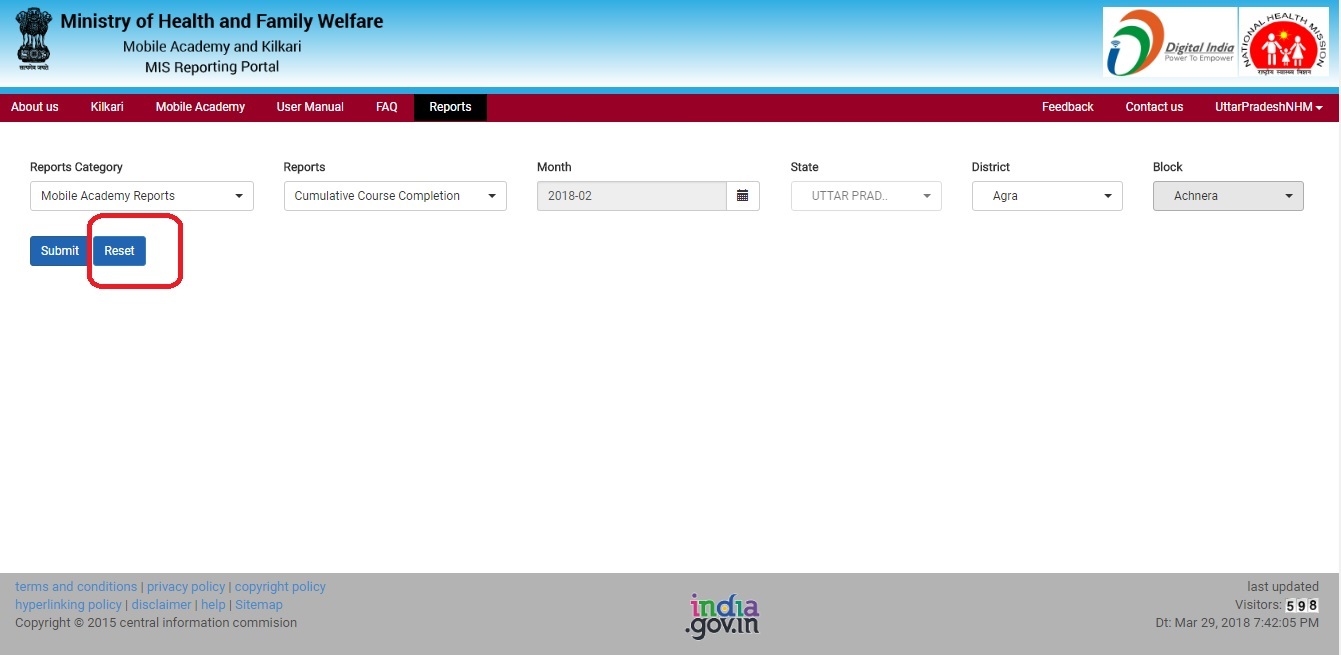 Ministry of Health and Family Welfare
Mobile Academy and Kilkari
MIS Reporting Portal
सत्यमेव जयते
Digital India
Power To Empower
NATIONAL HEALTH MISSION
राष्ट्रीय स्वास्थ्य मिशन
About us Kilkari Mobile Academy User Manual FAQ Reports Feedback Contact us UttarPradeshNHM
Reports Category Reports Month State District Block
Mobile Academy Reports Cumulative Course Completion 2018-02 UTTAR PRAD.. Agra Achnera
Submit Reset
terms and conditions | privacy policy | copyright policy
hyperlinking policy | disclaimer | help | Sitemap
Copyright © 2015 central information commision
india
.gov.in
last updated
Visitors: 598
Dt: Mar 29, 2018 7:42:05 PM